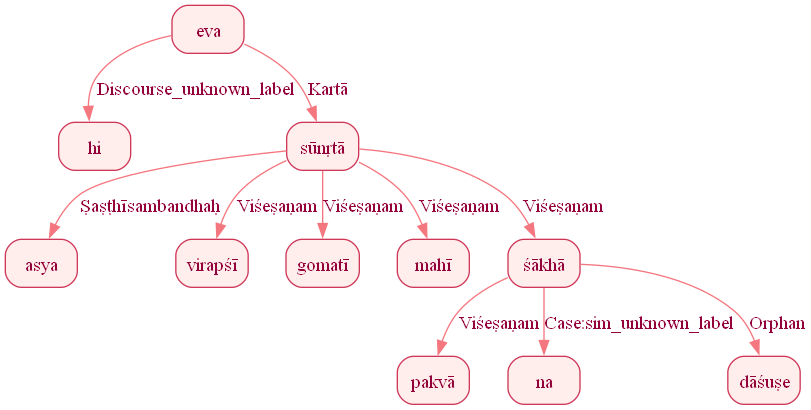 eva
Discourse_unknown_label Kartā
hi sūnṛtā
Ṣaṣṭhīsambandhaḥ Viśeṣaṇam Viśeṣaṇam Viśeṣaṇam Viśeṣaṇam
asya virapśī gomatī mahī śākhā
Viśeṣaṇam Case:sim_unknown_label Orphan
pakvā na dāśuṣe